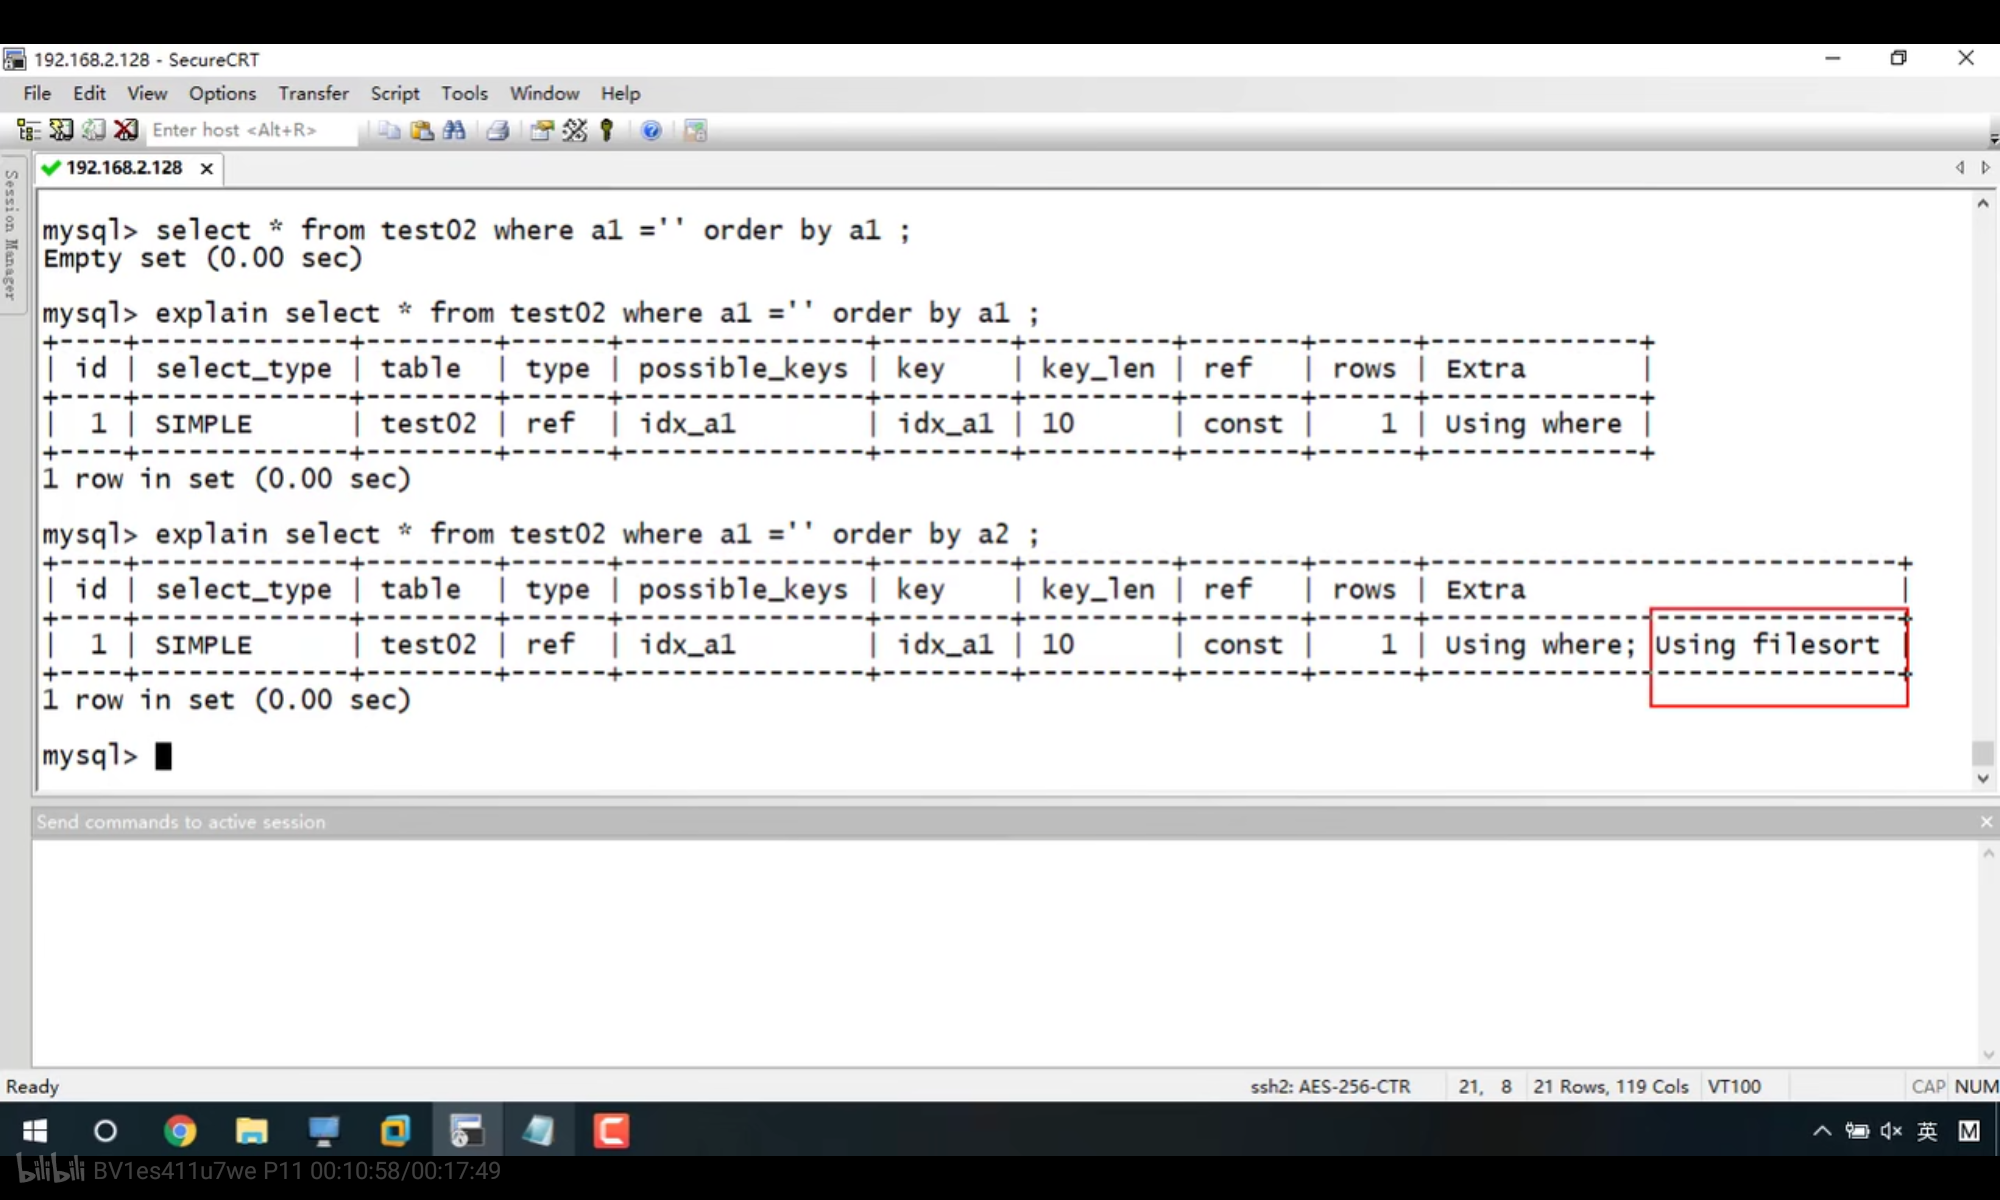 192.168.2.128 - SecureCRT
File Edit View Options Transfer Script Tools Window Help
Enter host <Alt+R>
192.168.2.128
Session Manager
mysql> select * from test02 where a1 ='' order by a1 ;
Empty set (0.00 sec)
mysql> explain select * from test02 where a1 ='' order by a1 ;
+----+-------------+--------+------+---------------+--------+---------+-------+------+-------------+
| id | select_type | table  | type | possible_keys | key    | key_len | ref   | rows | Extra       |
+----+-------------+--------+------+---------------+--------+---------+-------+------+-------------+
|  1 | SIMPLE      | test02 | ref  | idx_a1        | idx_a1 | 10      | const |    1 | Using where |
+----+-------------+--------+------+---------------+--------+---------+-------+------+-------------+
1 row in set (0.00 sec)
mysql> explain select * from test02 where a1 ='' order by a2 ;
+----+-------------+--------+------+---------------+--------+---------+-------+------+-----------------------------+
| id | select_type | table  | type | possible_keys | key    | key_len | ref   | rows | Extra                       |
+----+-------------+--------+------+---------------+--------+---------+-------+------+-----------------------------+
|  1 | SIMPLE      | test02 | ref  | idx_a1        | idx_a1 | 10      | const |    1 | Using where; Using filesort |
+----+-------------+--------+------+---------------+--------+---------+-------+------+-----------------------------+
1 row in set (0.00 sec)
mysql>
Send commands to active session
Ready ssh2: AES-256-CTR 21, 8 21 Rows, 119 Cols VT100 CAP NUM
英 M
bilibili BV1es411u7we P11 00:10:58/00:17:49